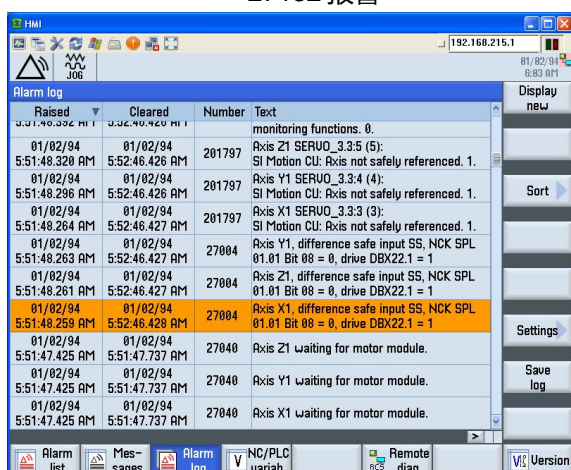 HMI
192.168.215.1
JOG
01/02/94
6:03 AM
Alarm log
Display new
Raised Cleared Number Text
monitoring functions. 0.
01/02/94 5:51:48.320 AM 01/02/94 5:52:46.426 AM 201797 Axis Z1 SERVO_3.3:5 (5): SI Motion CU: Axis not safely referenced. 1.
01/02/94 5:51:48.296 AM 01/02/94 5:52:46.426 AM 201797 Axis Y1 SERVO_3.3:4 (4): SI Motion CU: Axis not safely referenced. 1.
Sort
01/02/94 5:51:48.264 AM 01/02/94 5:52:46.427 AM 201797 Axis X1 SERVO_3.3:3 (3): SI Motion CU: Axis not safely referenced. 1.
01/02/94 5:51:48.263 AM 01/02/94 5:52:46.427 AM 27004 Axis Y1, difference safe input SS, NCK SPL 01.01 Bit 08 = 0, drive DBX22.1 = 1
01/02/94 5:51:48.261 AM 01/02/94 5:52:46.427 AM 27004 Axis Z1, difference safe input SS, NCK SPL 01.01 Bit 08 = 0, drive DBX22.1 = 1
01/02/94 5:51:48.259 AM 01/02/94 5:52:46.428 AM 27004 Axis X1, difference safe input SS, NCK SPL 01.01 Bit 08 = 0, drive DBX22.1 = 1
Settings
01/02/94 5:51:47.425 AM 01/02/94 5:51:47.737 AM 27040 Axis Z1 waiting for motor module.
01/02/94 5:51:47.425 AM 01/02/94 5:51:47.737 AM 27040 Axis Y1 waiting for motor module.
Save log
01/02/94 5:51:47.425 AM 01/02/94 5:51:47.737 AM 27040 Axis X1 waiting for motor module.
Alarm list
Mes- sages
Alarm log
NC/PLC variab.
RCS Remote diag.
Version